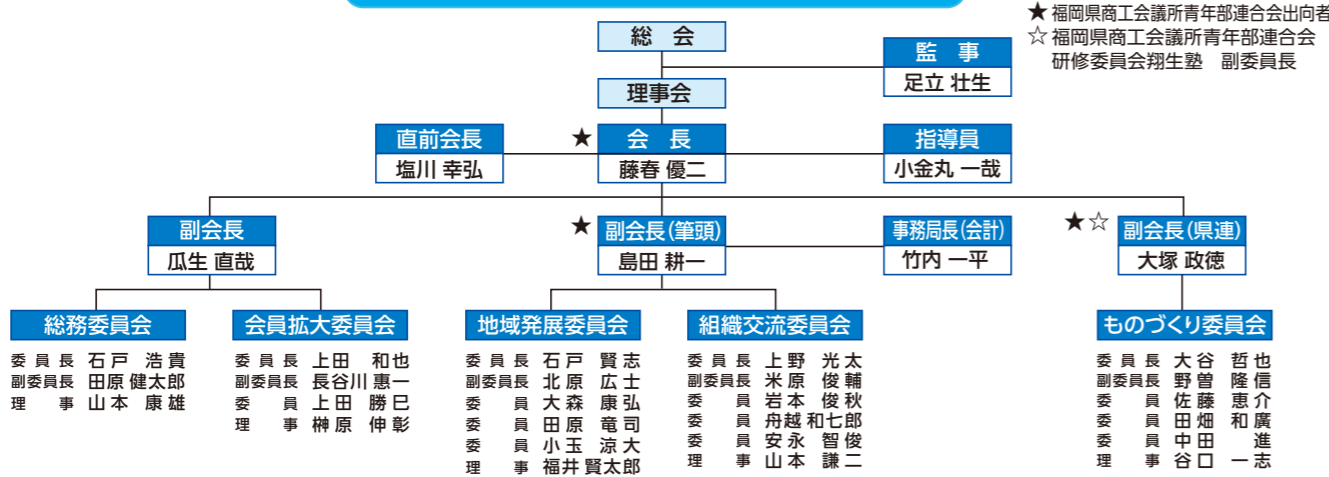 ★福岡県商工会議所青年部連合会出向者
☆福岡県商工会議所青年部連合会
研修委員会翔生塾 副委員長
総 会
監 事
足立 壮生
理事会
直前会長
塩川 幸弘
★
会 長
藤春 優二
指導員
小金丸 一哉
副会長
瓜生 直哉
★
副会長(筆頭)
島田 耕一
事務局長(会計)
竹内 一平
★☆
副会長(県連)
大塚 政徳
総務委員会
委員長 石戸 浩貴
副委員長 田原 健太郎
理事 山本 康雄
会員拡大委員会
委員長 上田 和也
副委員長 長谷川 惠一
委員 上田 勝巳
理事 榊原 伸彰
地域発展委員会
委員長 石戸 賢志
副委員長 北原 広士
委員 大森 康弘
委員 田原 竜司
委員 小玉 涼大
理事 福井 賢太郎
組織交流委員会
委員長 上野 光太
副委員長 米原 俊輔
委員 岩本 俊秋
委員 舟越 和七郎
委員 安永 智俊
理事 山本 謙二
ものづくり委員会
委員長 大谷 哲也
副委員長 野曽 隆信
委員 佐藤 恵介
委員 田畑 和廣
委員 中田 進
理事 谷口 一志